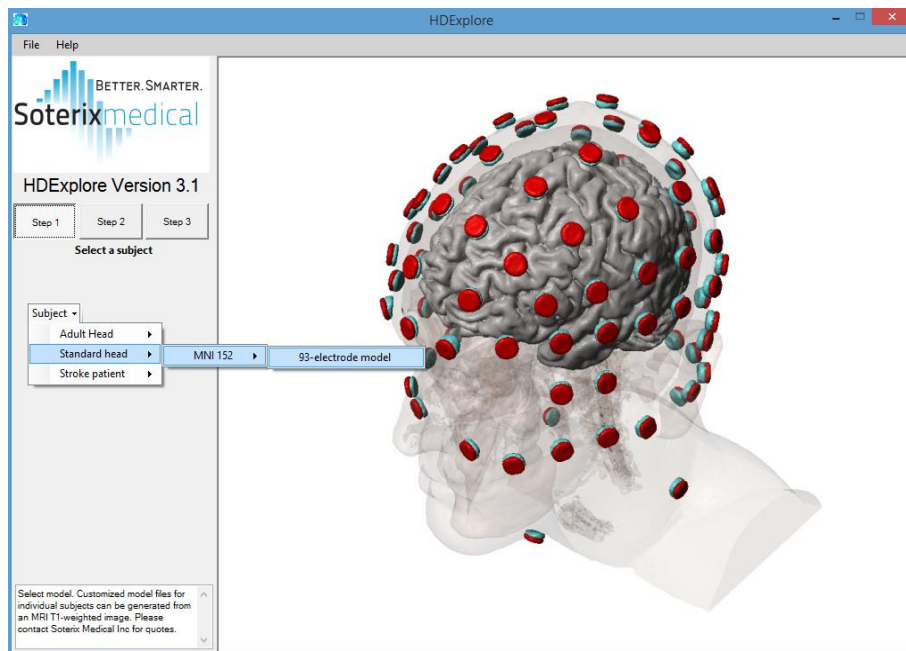 HDExplore
File Help
BETTER. SMARTER.
Soterixmedical
HDExplore Version 3.1
Step 1 Step 2 Step 3
Select a subject
Subject
Adult Head
Standard head MNI 152 93-electrode model
Stroke patient
Select model. Customized model files for
individual subjects can be generated from
an MRI T1-weighted image. Please
contact Soterix Medical Inc for quotes.